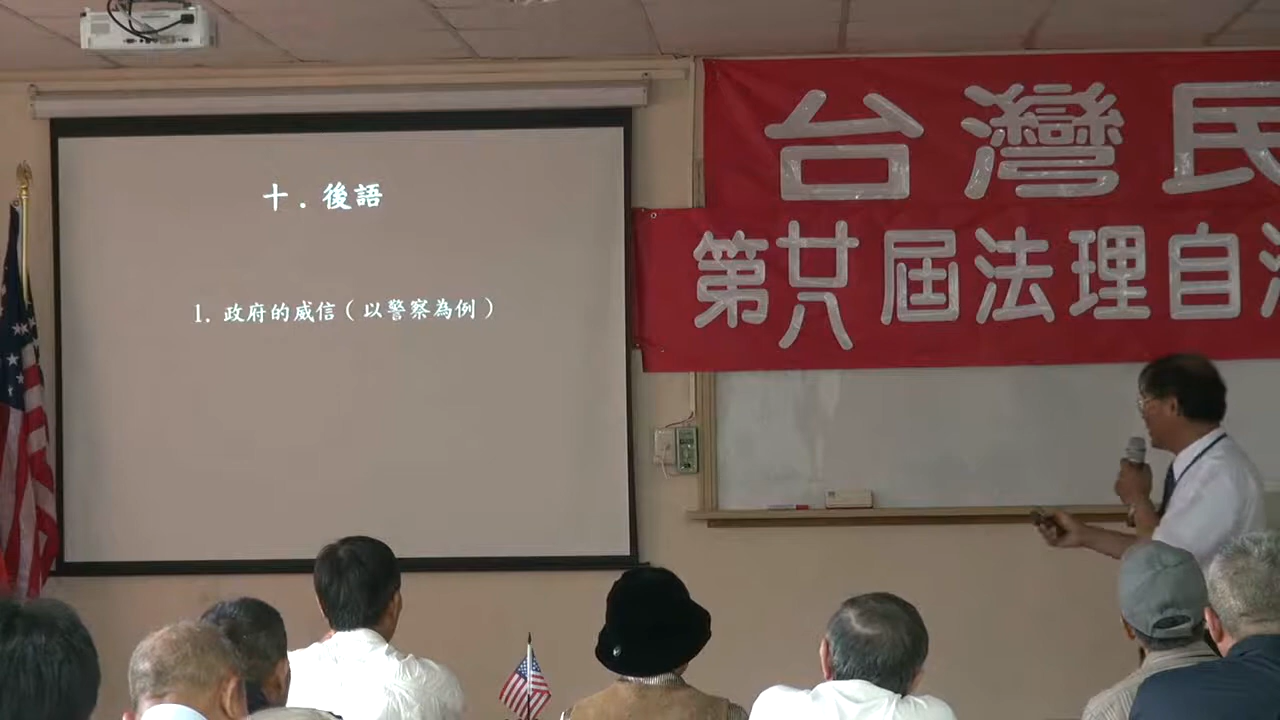 十. 後語
1. 政府的威信(以警察為例)
台灣民
第廿八屆法理自